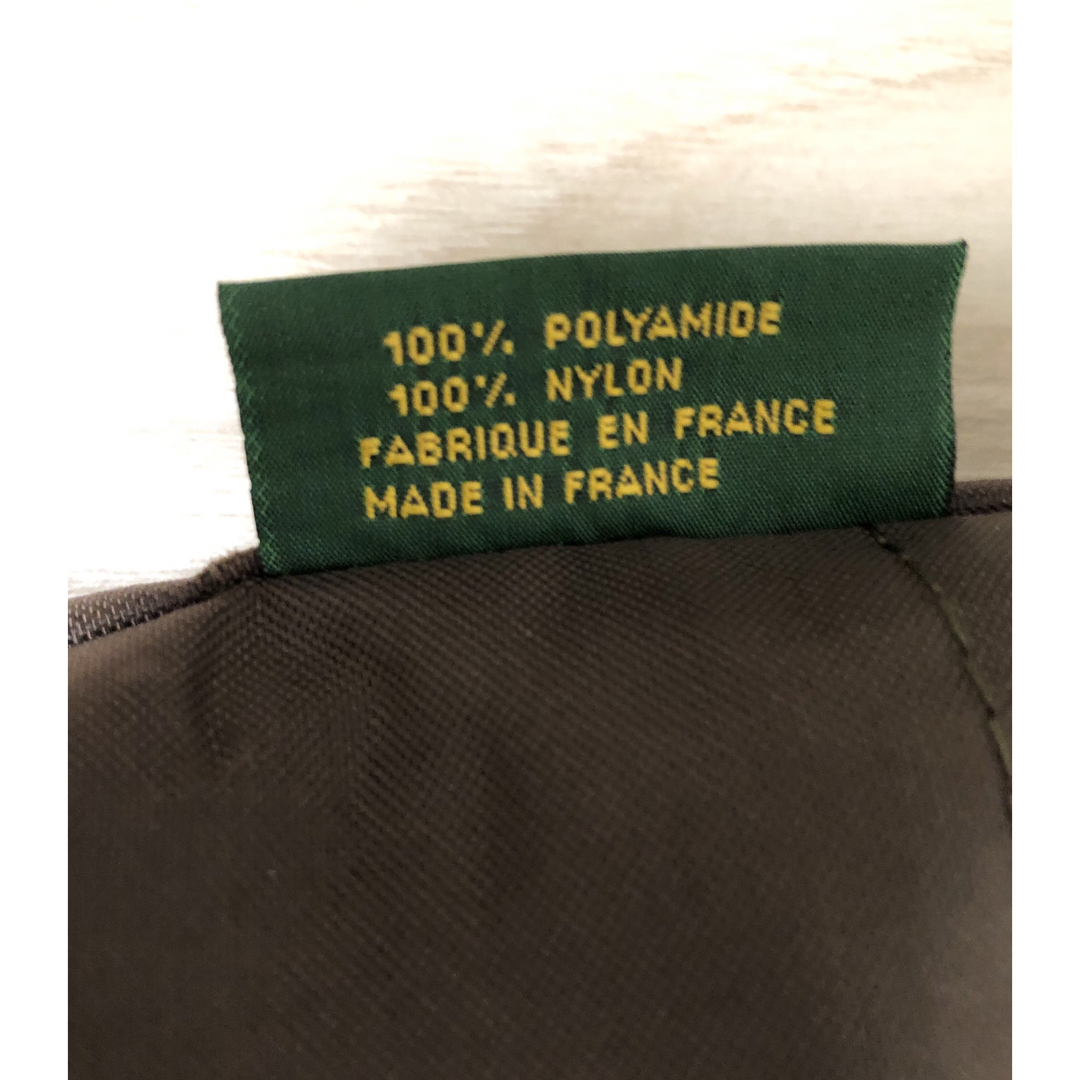 100% POLYAMIDE
100% NYLON
FABRIQUE EN FRANCE
MADE IN FRANCE